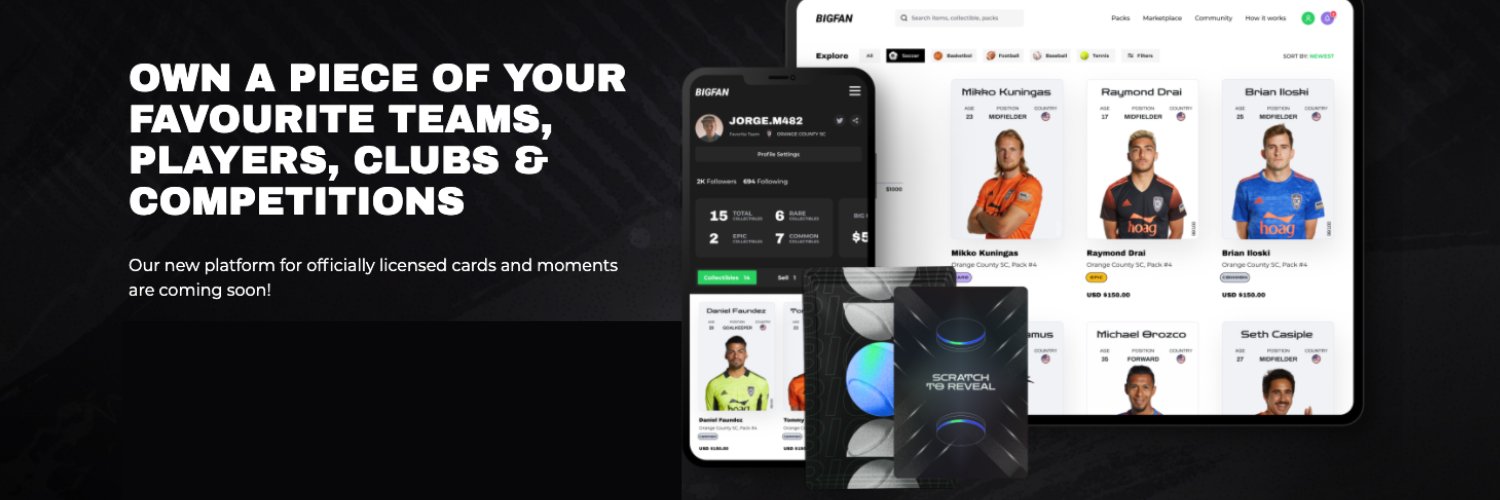 OWN A PIECE OF YOUR
FAVOURITE TEAMS,
PLAYERS, CLUBS &
COMPETITIONS
Our new platform for officially licensed cards and moments
are coming soon!
BIGFAN
JORGE.M482
Favorite Team ORANGE COUNTY SC
Profile Settings
2K Followers 694 Following
15 TOTAL COLLECTIBLES 6 RARE COLLECTIBLES
BIG
2 EPIC COLLECTIBLES 7 COMMON COLLECTIBLES
$5
Collectibles 14 Sell 1
Daniel Faundez
AGE POSITION COUNTRY
GOALKEEPER
hoag
Daniel Faundez Tommy
Orange County SC, Pack #4
USD $150.00
SCRATCH
TO REVEAL
BIGFAN Search items, collectible, packs Packs Marketplace Community How it works
Explore All Soccer Basketball Football Baseball Tennis Filters SORT BY: NEWEST
$1000
Mikko Kuningas Raymond Drai Brian Iloski
AGE POSITION COUNTRY AGE POSITION COUNTRY AGE POSITION COUNTRY
23 MIDFIELDER 17 MIDFIELDER 25 MIDFIELDER
hoag hoag
Mikko Kuningas Raymond Drai Brian Iloski
Orange County SC, Pack #4 Orange County SC, Pack #4 Orange County SC, Pack #4
RARE EPIC COMMON
USD $150.00 USD $150.00
amus Michael Orozco Seth Casiple
COUNTRY AGE POSITION COUNTRY AGE POSITION COUNTRY
35 FORWARD 27 MIDFIELDER